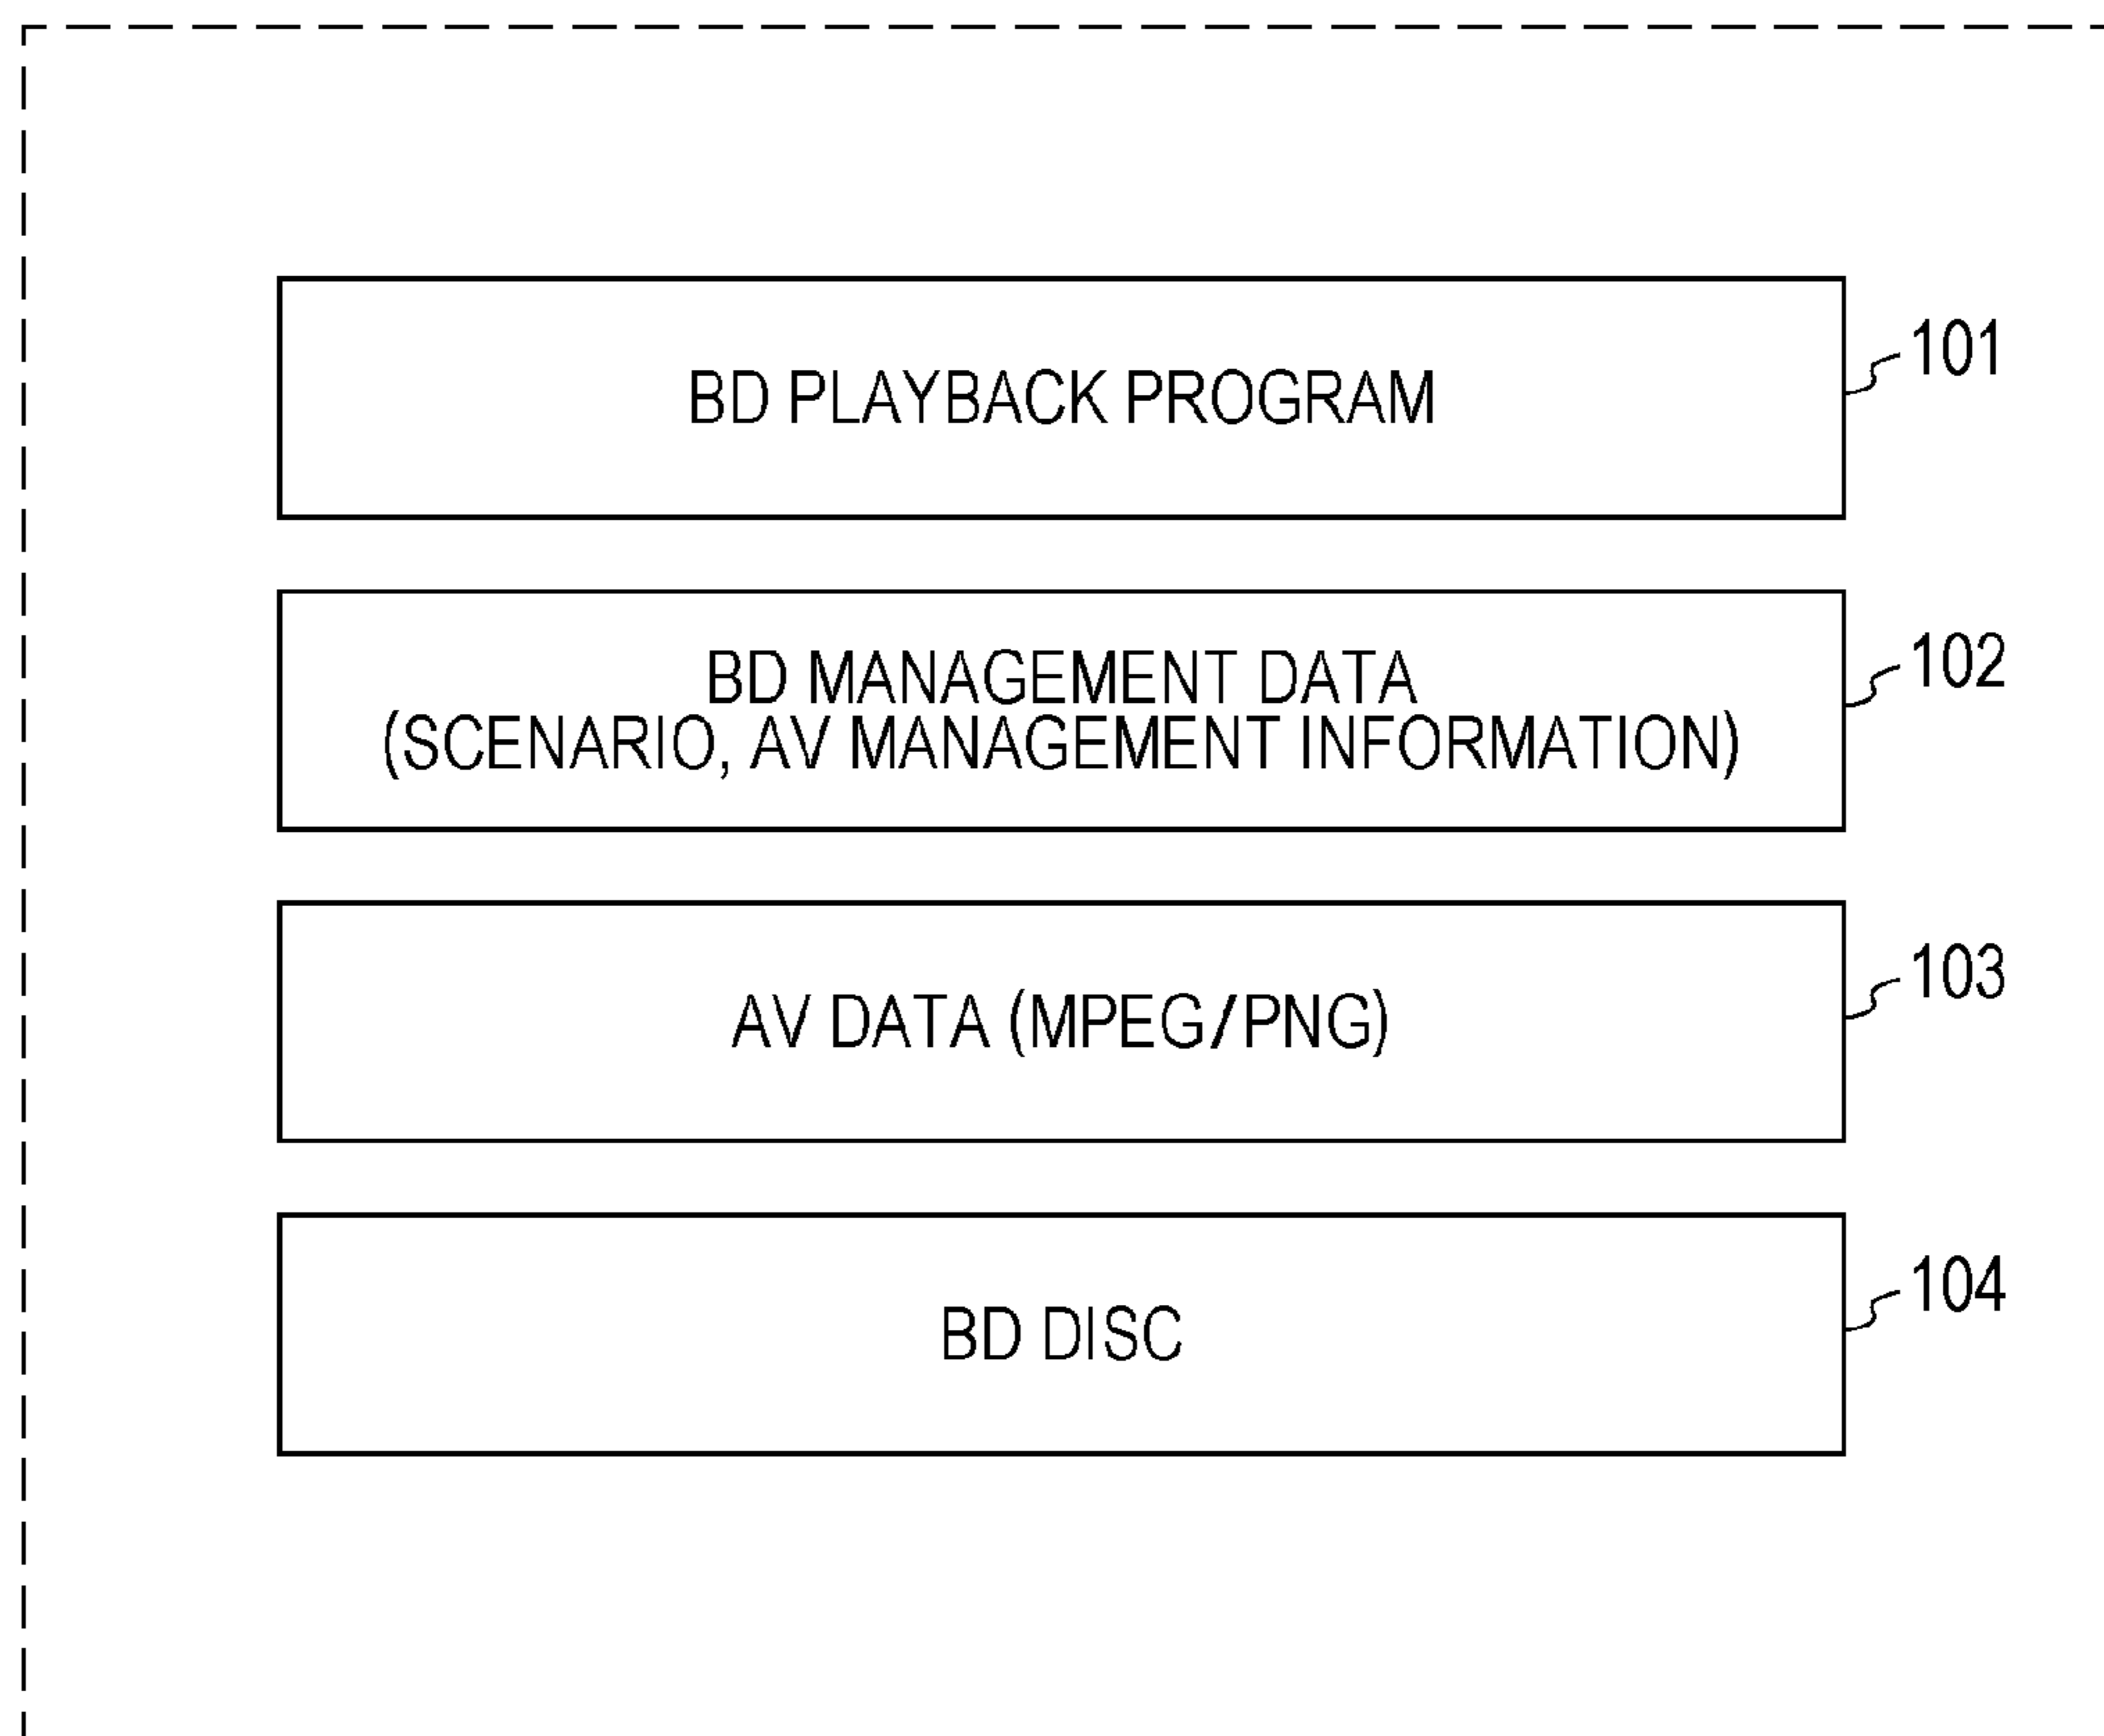 BD PLAYBACK PROGRAM
101
BD MANAGEMENT DATA
(SCENARIO, AV MANAGEMENT INFORMATION)
102
AV DATA (MPEG/PNG)
103
BD DISC
104